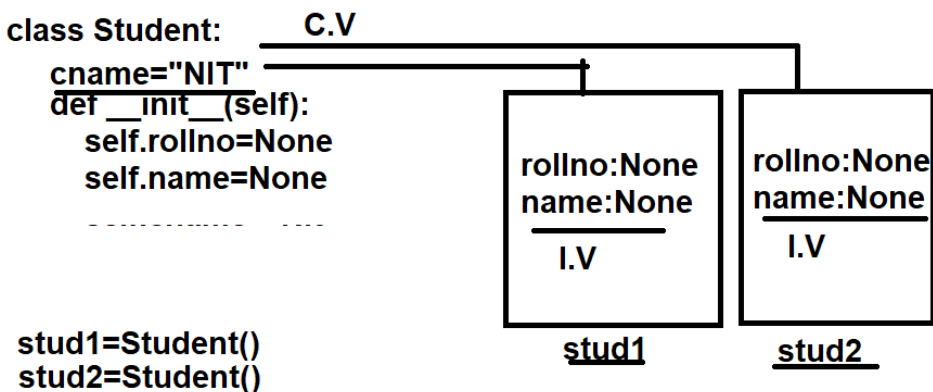 class Student:
C.V
cname="NIT"
def __init__(self):
self.rollno=None
self.name=None
rollno:None
name:None
I.V
stud1
rollno:None
name:None
I.V
stud2
stud1=Student()
stud2=Student()